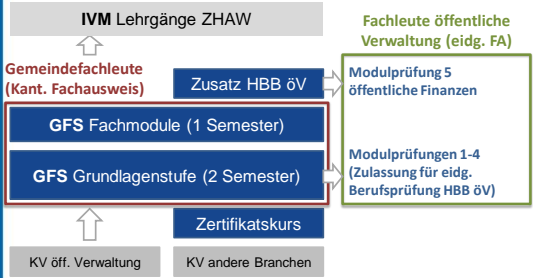 IVM Lehrgänge ZHAW
Fachleute öffentliche
Verwaltung (eidg. FA)
Gemeindefachleute
(Kant. Fachausweis)
Zusatz HBB öV
Modulprüfung 5
öffentliche Finanzen
GFS Fachmodule (1 Semester)
GFS Grundlagenstufe (2 Semester)
Modulprüfungen 1-4
(Zulassung für eidg.
Berufsprüfung HBB öV)
Zertifikatskurs
KV öff. Verwaltung
KV andere Branchen